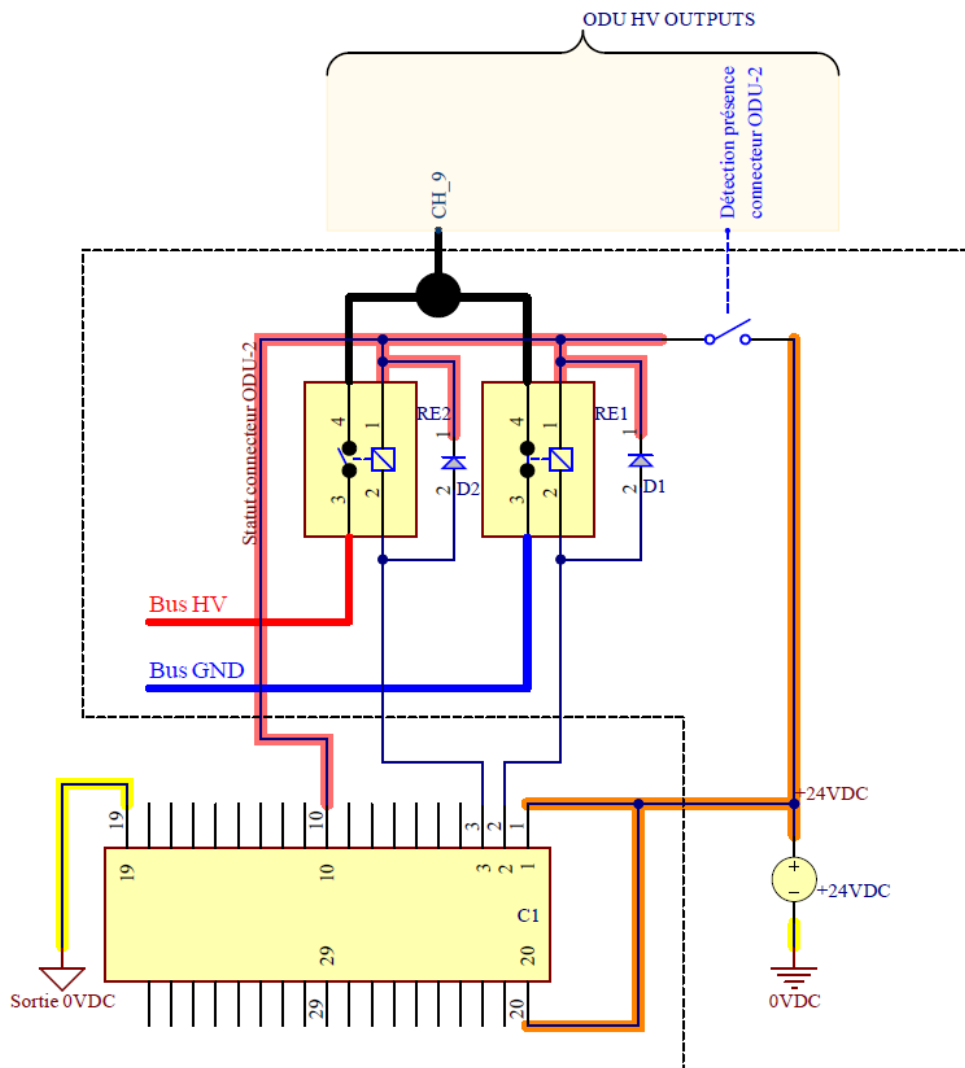 ODU HV OUTPUTS
CH_9
Détection présence
connecteur ODU-2
Statut connecteur ODU-2
4
1
RE2
1
3
2
2
D2
4
1
RE1
1
3
2
2
D1
Bus HV
Bus GND
+24VDC
19
10
3
2
1
19
10
3
2
1
C1
+
-
+24VDC
29
20
29
20
Sortie 0VDC
0VDC